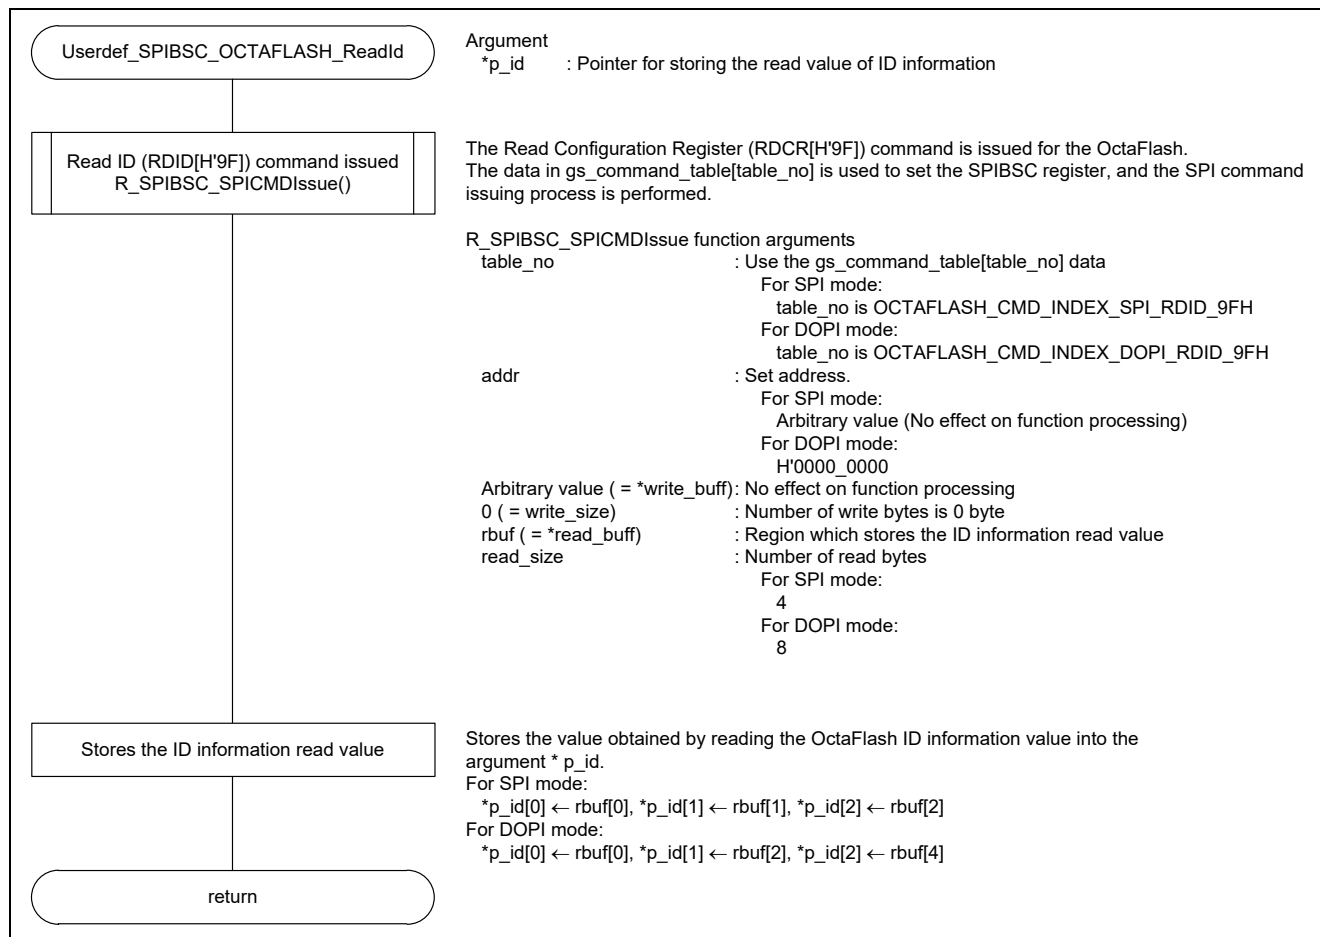 Userdef_SPIBSC_OCTAFLASH_ReadId
Argument
*p_id : Pointer for storing the read value of ID information
Read ID (RDID[H'9F]) command issued
R_SPIBSC_SPICMDIssue()
The Read Configuration Register (RDCR[H'9F]) command is issued for the OctaFlash.
The data in gs_command_table[table_no] is used to set the SPIBSC register, and the SPI command
issuing process is performed.
R_SPIBSC_SPICMDIssue function arguments
table_no : Use the gs_command_table[table_no] data
For SPI mode:
table_no is OCTAFLASH_CMD_INDEX_SPI_RDID_9FH
For DOPI mode:
table_no is OCTAFLASH_CMD_INDEX_DOPI_RDID_9FH
addr : Set address.
For SPI mode:
Arbitrary value (No effect on function processing)
For DOPI mode:
H'0000_0000
Arbitrary value ( = *write_buff) : No effect on function processing
0 ( = write_size) : Number of write bytes is 0 byte
rbuf ( = *read_buff) : Region which stores the ID information read value
read_size : Number of read bytes
For SPI mode:
4
For DOPI mode:
8
Stores the ID information read value
Stores the value obtained by reading the OctaFlash ID information value into the
argument * p_id.
For SPI mode:
*p_id[0] ← rbuf[0], *p_id[1] ← rbuf[1], *p_id[2] ← rbuf[2]
For DOPI mode:
*p_id[0] ← rbuf[0], *p_id[1] ← rbuf[2], *p_id[2] ← rbuf[4]
return